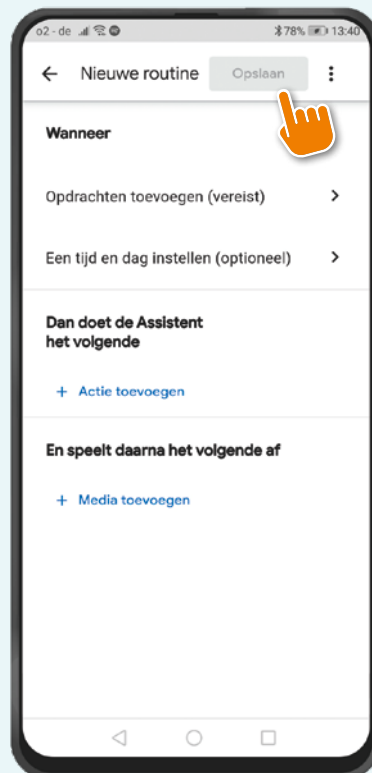 o2 - de 78% 13:40
Nieuwe routine Opslaan
Wanneer
Opdrachten toevoegen (vereist)
Een tijd en dag instellen (optioneel)
Dan doet de Assistent
het volgende
+ Actie toevoegen
En speelt daarna het volgende af
+ Media toevoegen